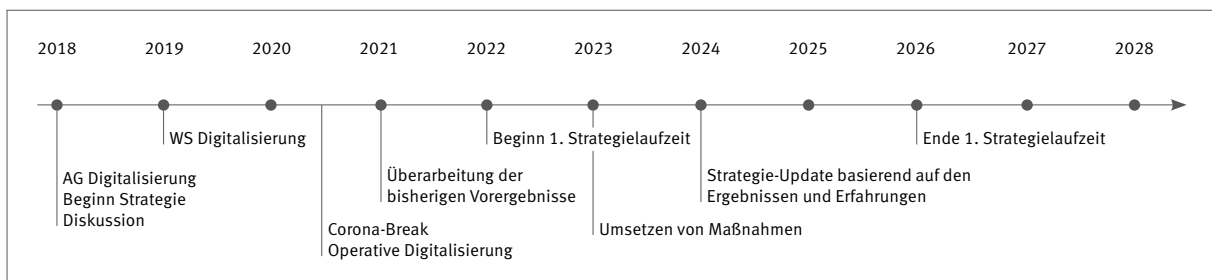 2018 2019 2020 2021 2022 2023 2024 2025 2026 2027 2028
AG Digitalisierung
Beginn Strategie
Diskussion
WS Digitalisierung
Corona-Break
Operative Digitalisierung
Überarbeitung der
bisherigen Vorergebnisse
Beginn 1. Strategielaufzeit
Umsetzen von Maßnahmen
Strategie-Update basierend auf den
Ergebnissen und Erfahrungen
Ende 1. Strategielaufzeit